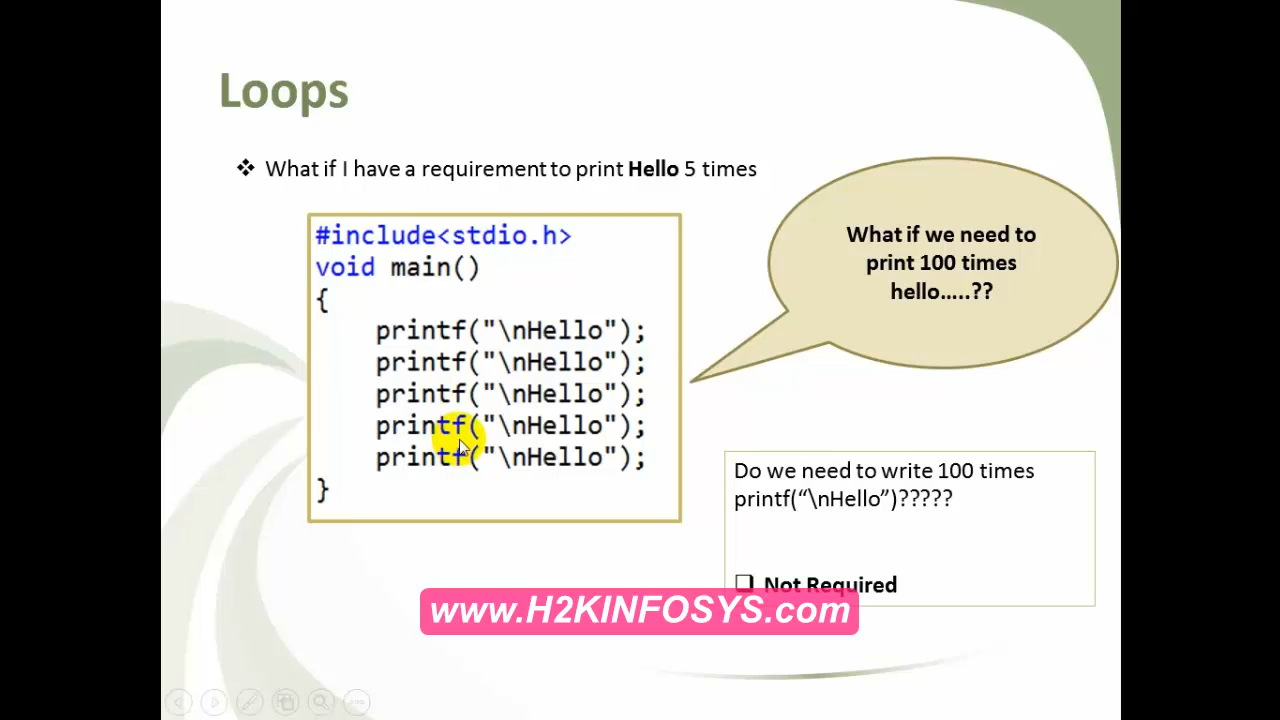 Loops
What if I have a requirement to print Hello 5 times
#include<stdio.h>
void main()
{
printf("\nHello");
printf("\nHello");
printf("\nHello");
printf("\nHello");
printf("\nHello");
}
What if we need to
print 100 times
hello…..??
Do we need to write 100 times
printf(“\nHello”)?????
Not Required
www.H2KINFOSYS.com